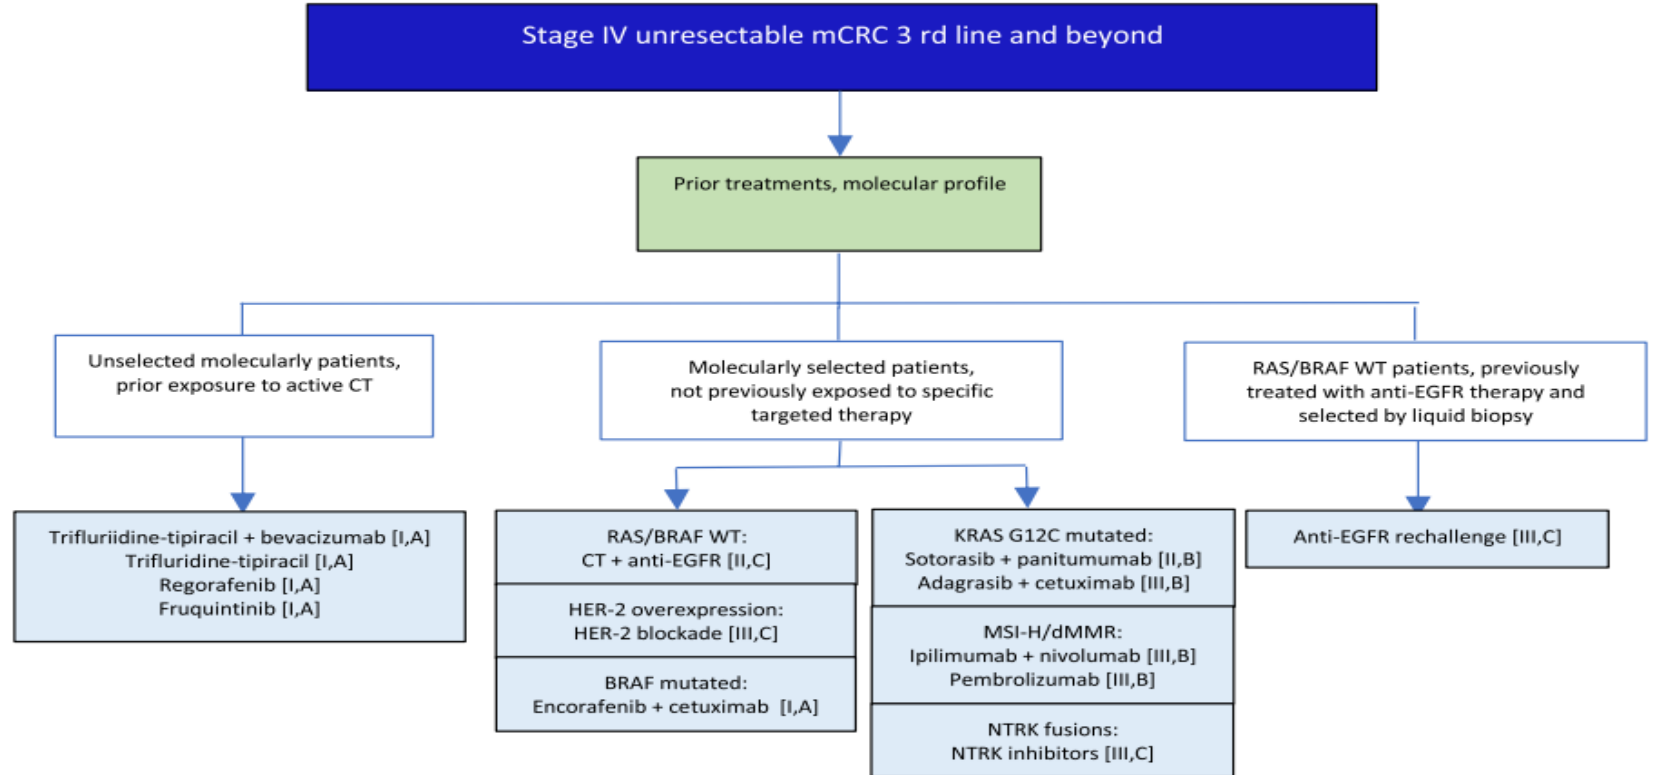 Stage IV unresectable mCRC 3 rd line and beyond
Prior treatments, molecular profile
Unselected molecularly patients,
prior exposure to active CT
Molecularly selected patients,
not previously exposed to specific
targeted therapy
RAS/BRAF WT patients, previously
treated with anti-EGFR therapy and
selected by liquid biopsy
Trifluriidine-tipiracil + bevacizumab [I,A]
Trifluridine-tipiracil [I,A]
Regorafenib [I,A]
Fruquintinib [I,A]
RAS/BRAF WT:
CT + anti-EGFR [II,C]
HER-2 overexpression:
HER-2 blockade [III,C]
BRAF mutated:
Encorafenib + cetuximab [I,A]
KRAS G12C mutated:
Sotorasib + panitumumab [II,B]
Adagrasib + cetuximab [III,B]
MSI-H/dMMR:
Ipilimumab + nivolumab [III,B]
Pembrolizumab [III,B]
NTRK fusions:
NTRK inhibitors [III,C]
Anti-EGFR rechallenge [III,C]